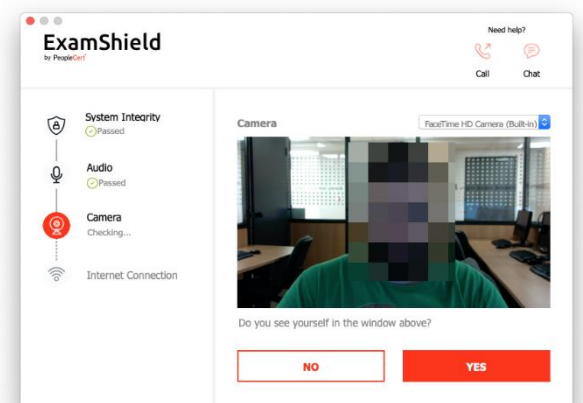 ExamShield
by PeopleCert
Need help?
Call
Chat
System Integrity
Passed
Audio
Passed
Camera
Checking...
Internet Connection
Camera
FaceTime HD Camera (Built-in)
Do you see yourself in the window above?
NO
YES